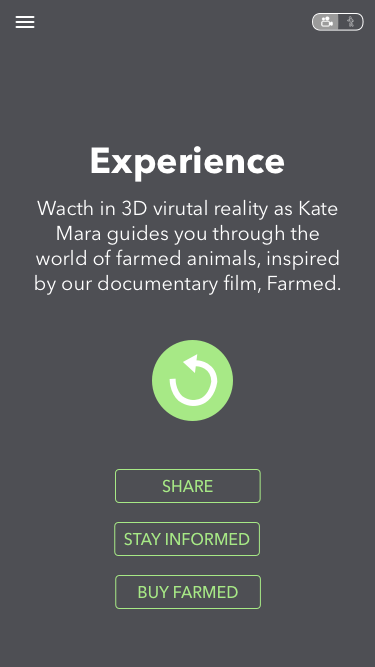 Experience
Wacth in 3D virutal reality as Kate
Mara guides you through the
world of farmed animals, inspired
by our documentary film, Farmed.
SHARE
STAY INFORMED
BUY FARMED